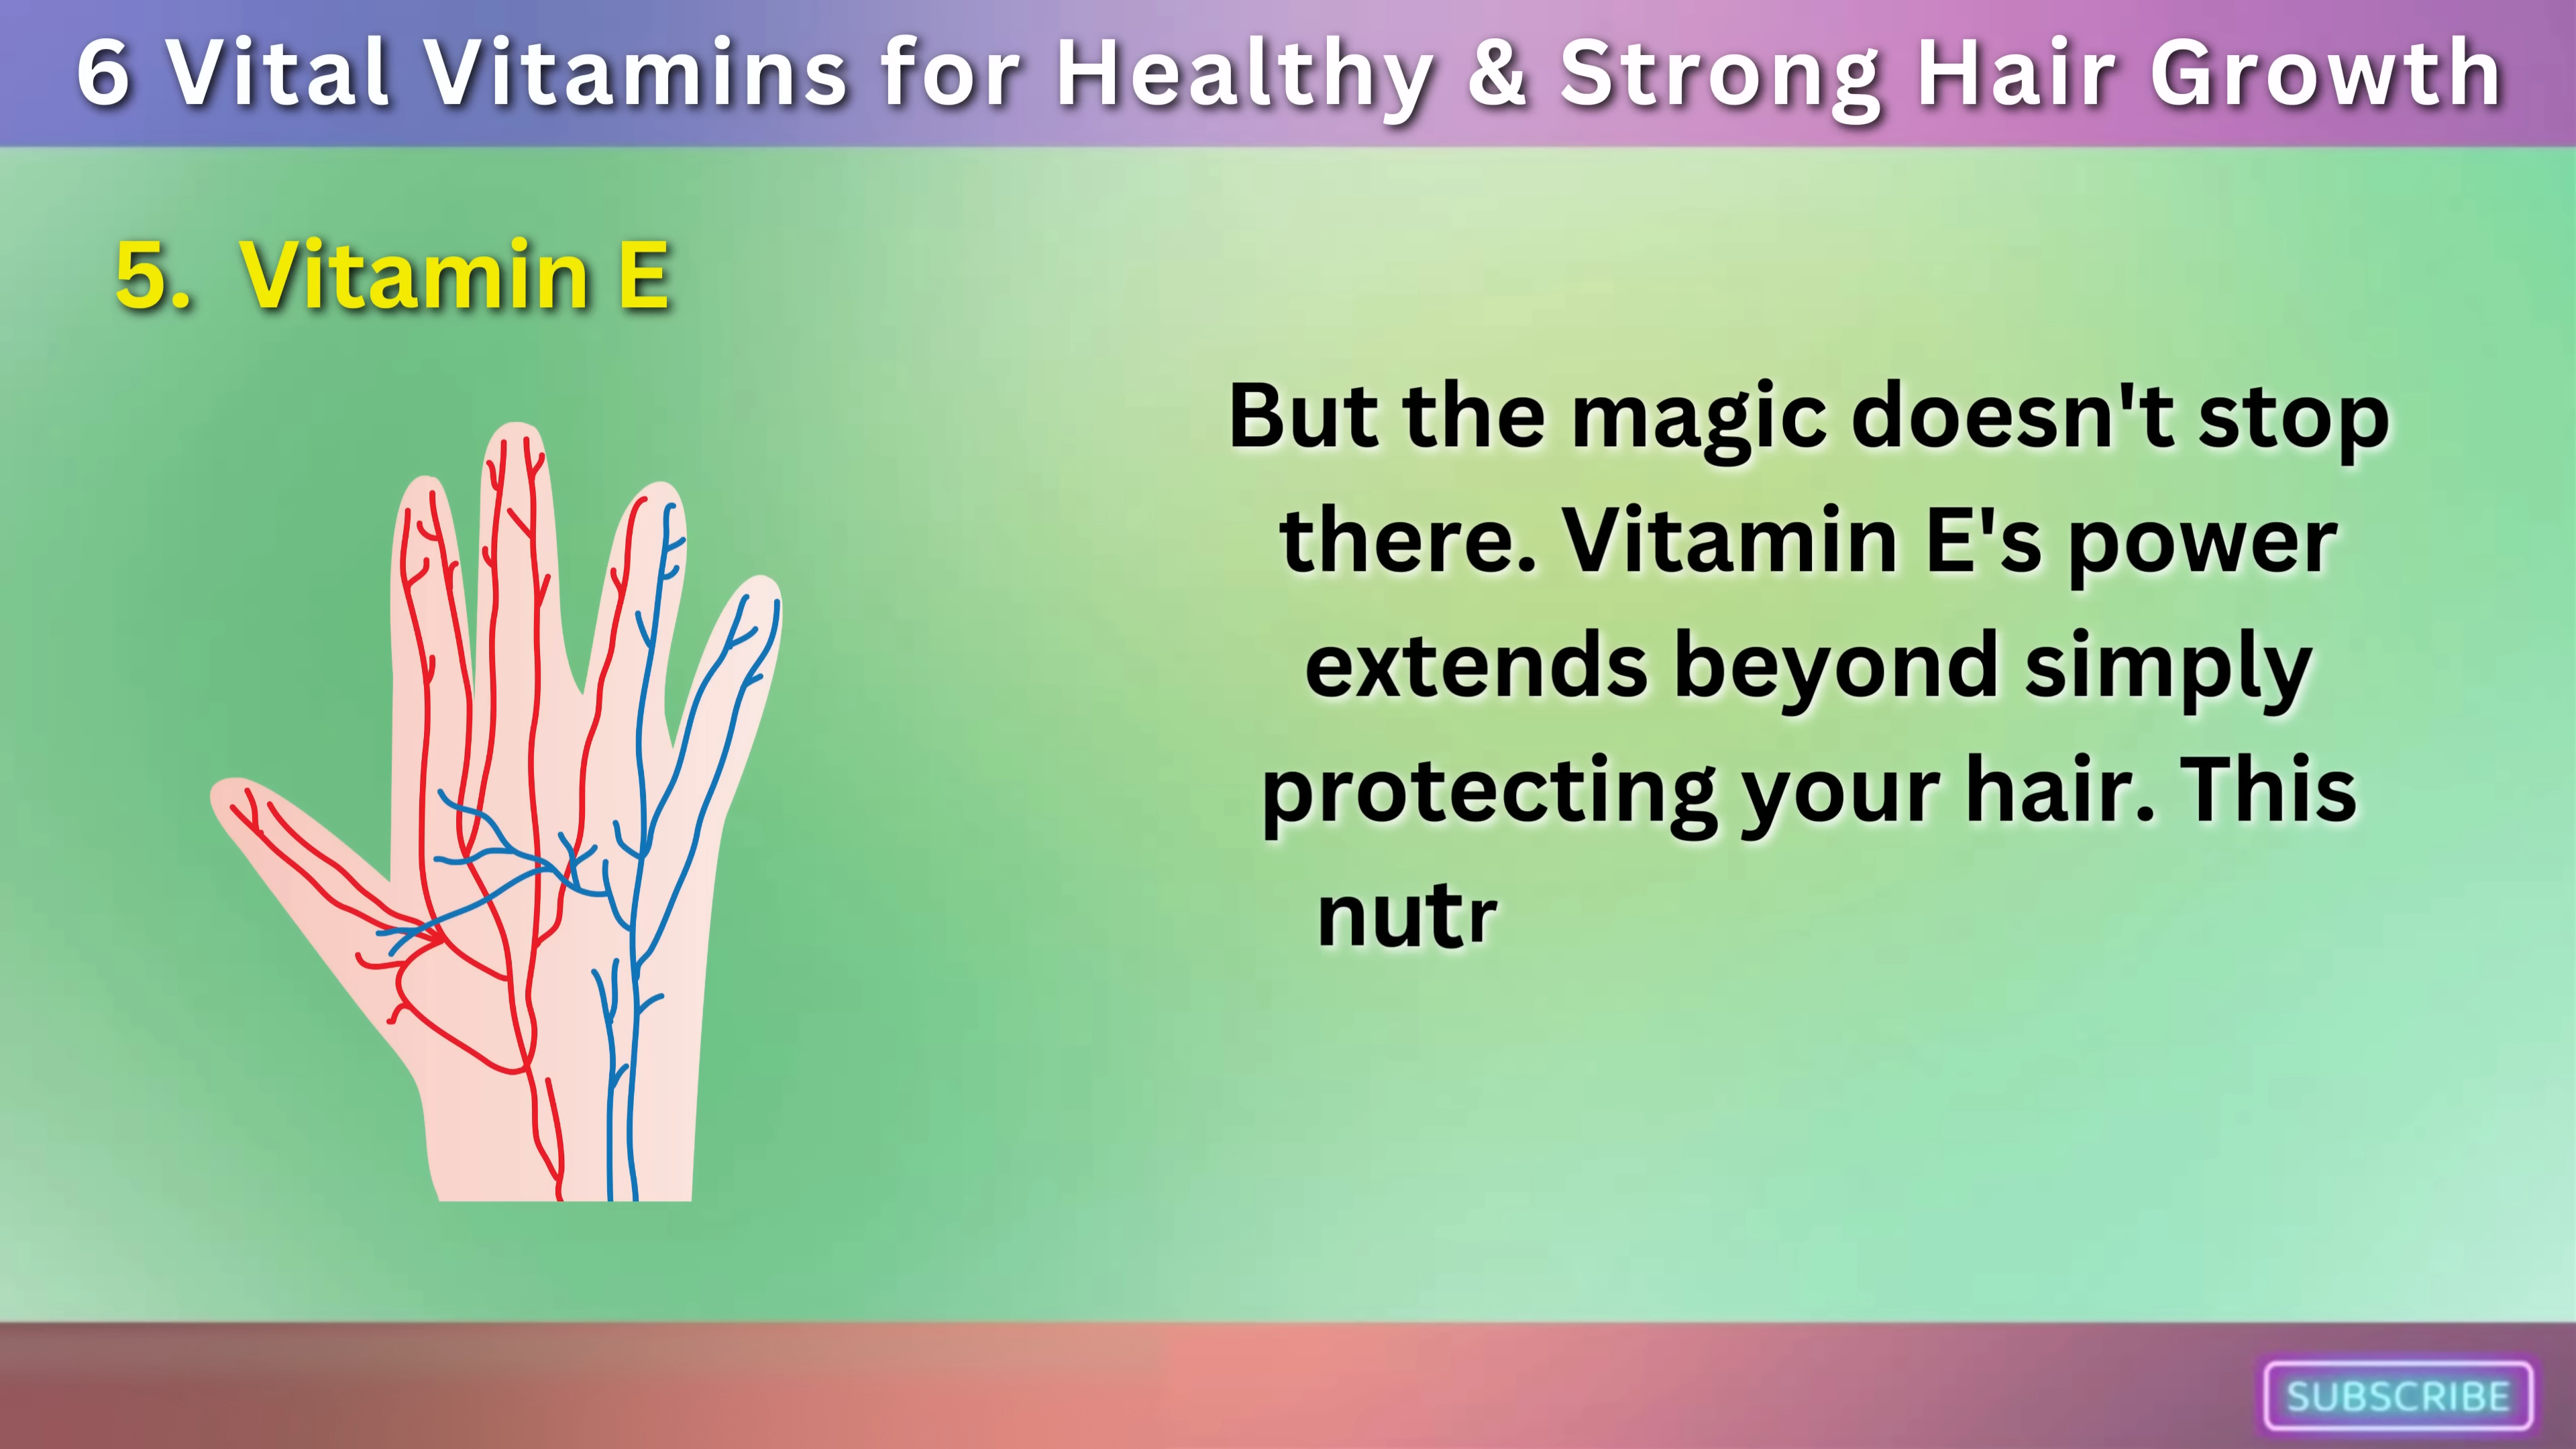 6 Vital Vitamins for Healthy & Strong Hair Growth
5. Vitamin E
But the magic doesn't stop
there. Vitamin E's power
extends beyond simply
protecting your hair. This
nutr
SUBSCRIBE